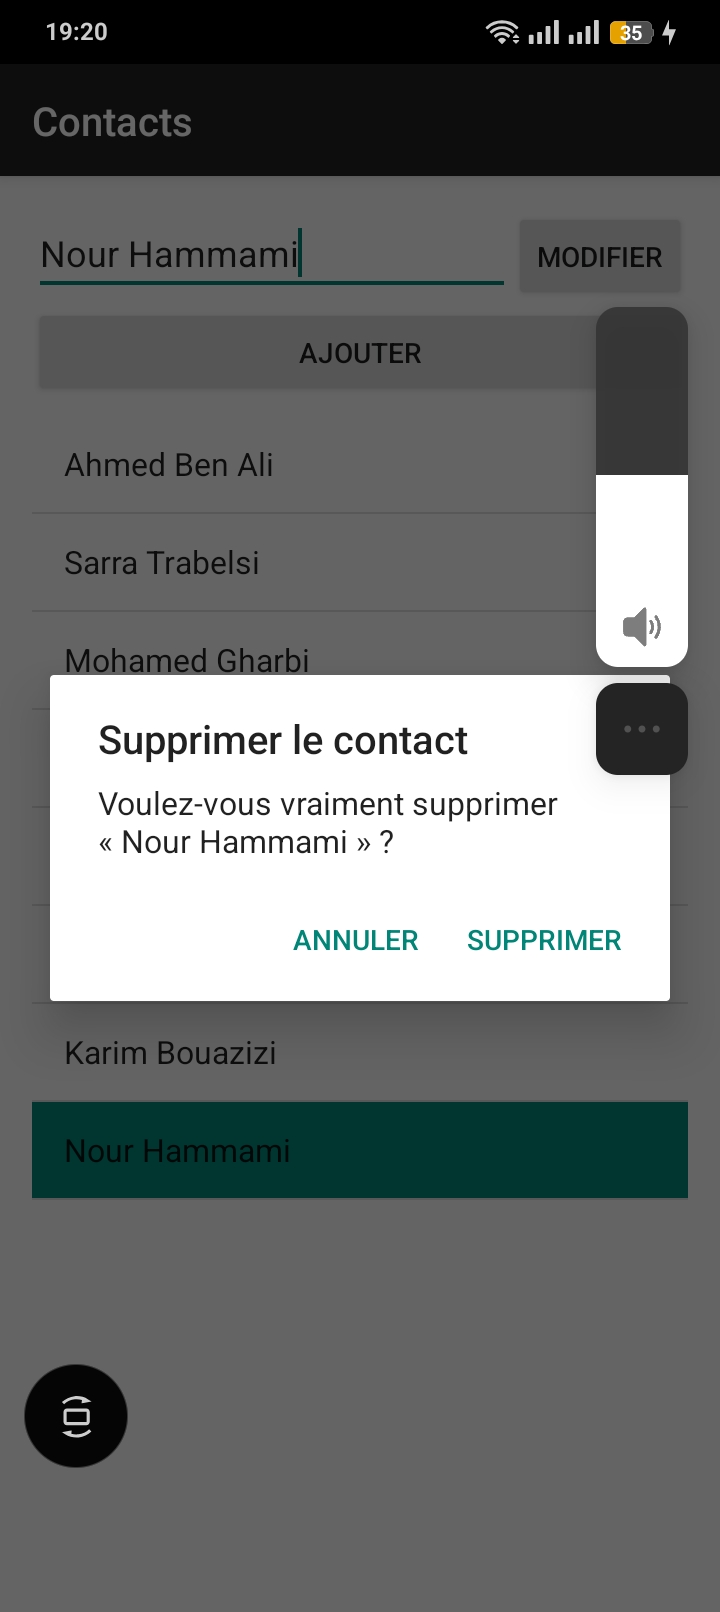 19:20
35
Contacts
Nour Hammami
MODIFIER
AJOUTER
Ahmed Ben Ali
Sarra Trabelsi
Mohamed Gharbi
Supprimer le contact
Voulez-vous vraiment supprimer
« Nour Hammami » ?
ANNULER SUPPRIMER
Karim Bouazizi
Nour Hammami